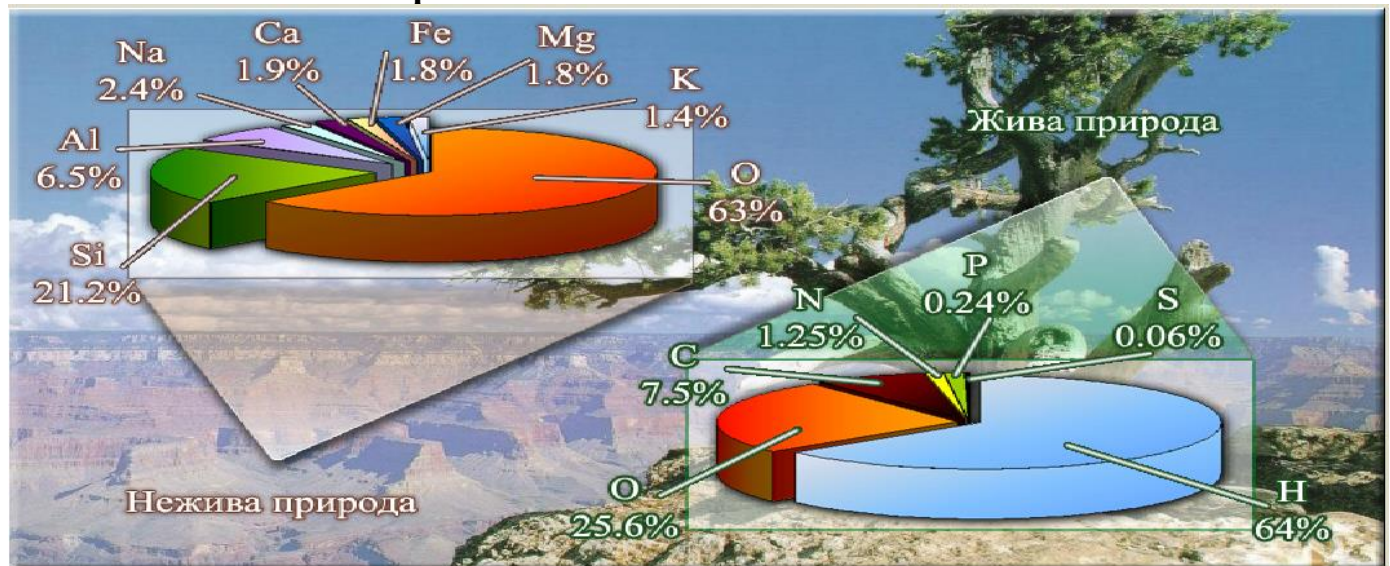 Na
2.4%
Ca
1.9%
Fe
1.8%
Mg
1.8%
K
1.4%
Al
6.5%
O
63%
Si
21.2%
Нежива природа
Жива природа
P
0.24%
N
1.25%
S
0.06%
C
7.5%
O
25.6%
H
64%